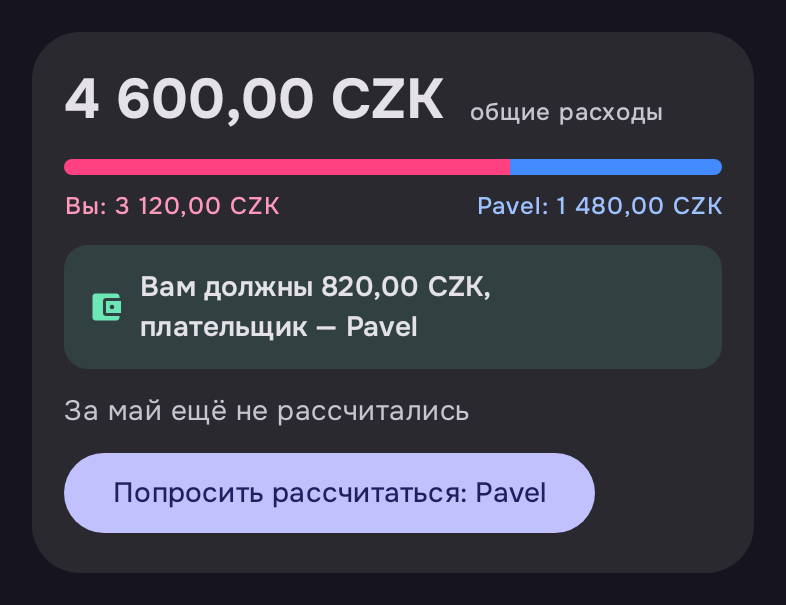 4 600,00 CZK общие расходы
Вы: 3 120,00 CZK Pavel: 1 480,00 CZK
Вам должны 820,00 CZK,
плательщик — Pavel
За май ещё не рассчитались
Попросить рассчитаться: Pavel